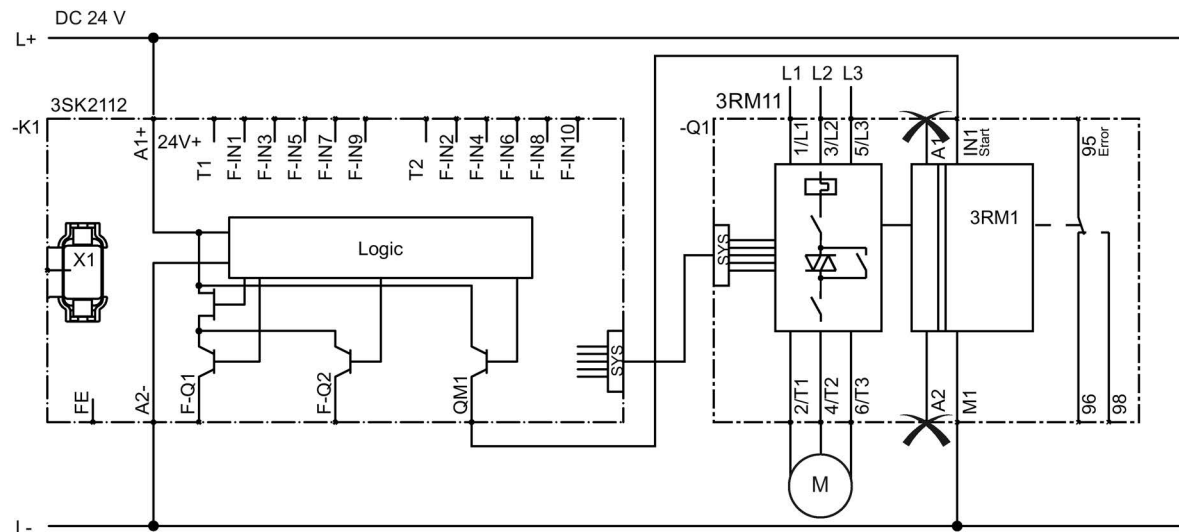 DC 24 V
L+
3SK2112
-K1
A1+
24V+
T1
F-IN1
F-IN3
F-IN5
F-IN7
F-IN9
T2
F-IN2
F-IN4
F-IN6
F-IN8
F-IN10
X1
Logic
FE
A2-
F-Q1
F-Q2
QM1
SYS
L1 L2 L3
3RM11
-Q1
1/L1
3/L2
5/L3
A1
IN1
Start
95
Error
3RM1
SYS
2/T1
4/T2
6/T3
A2
M1
96
98
M
L-